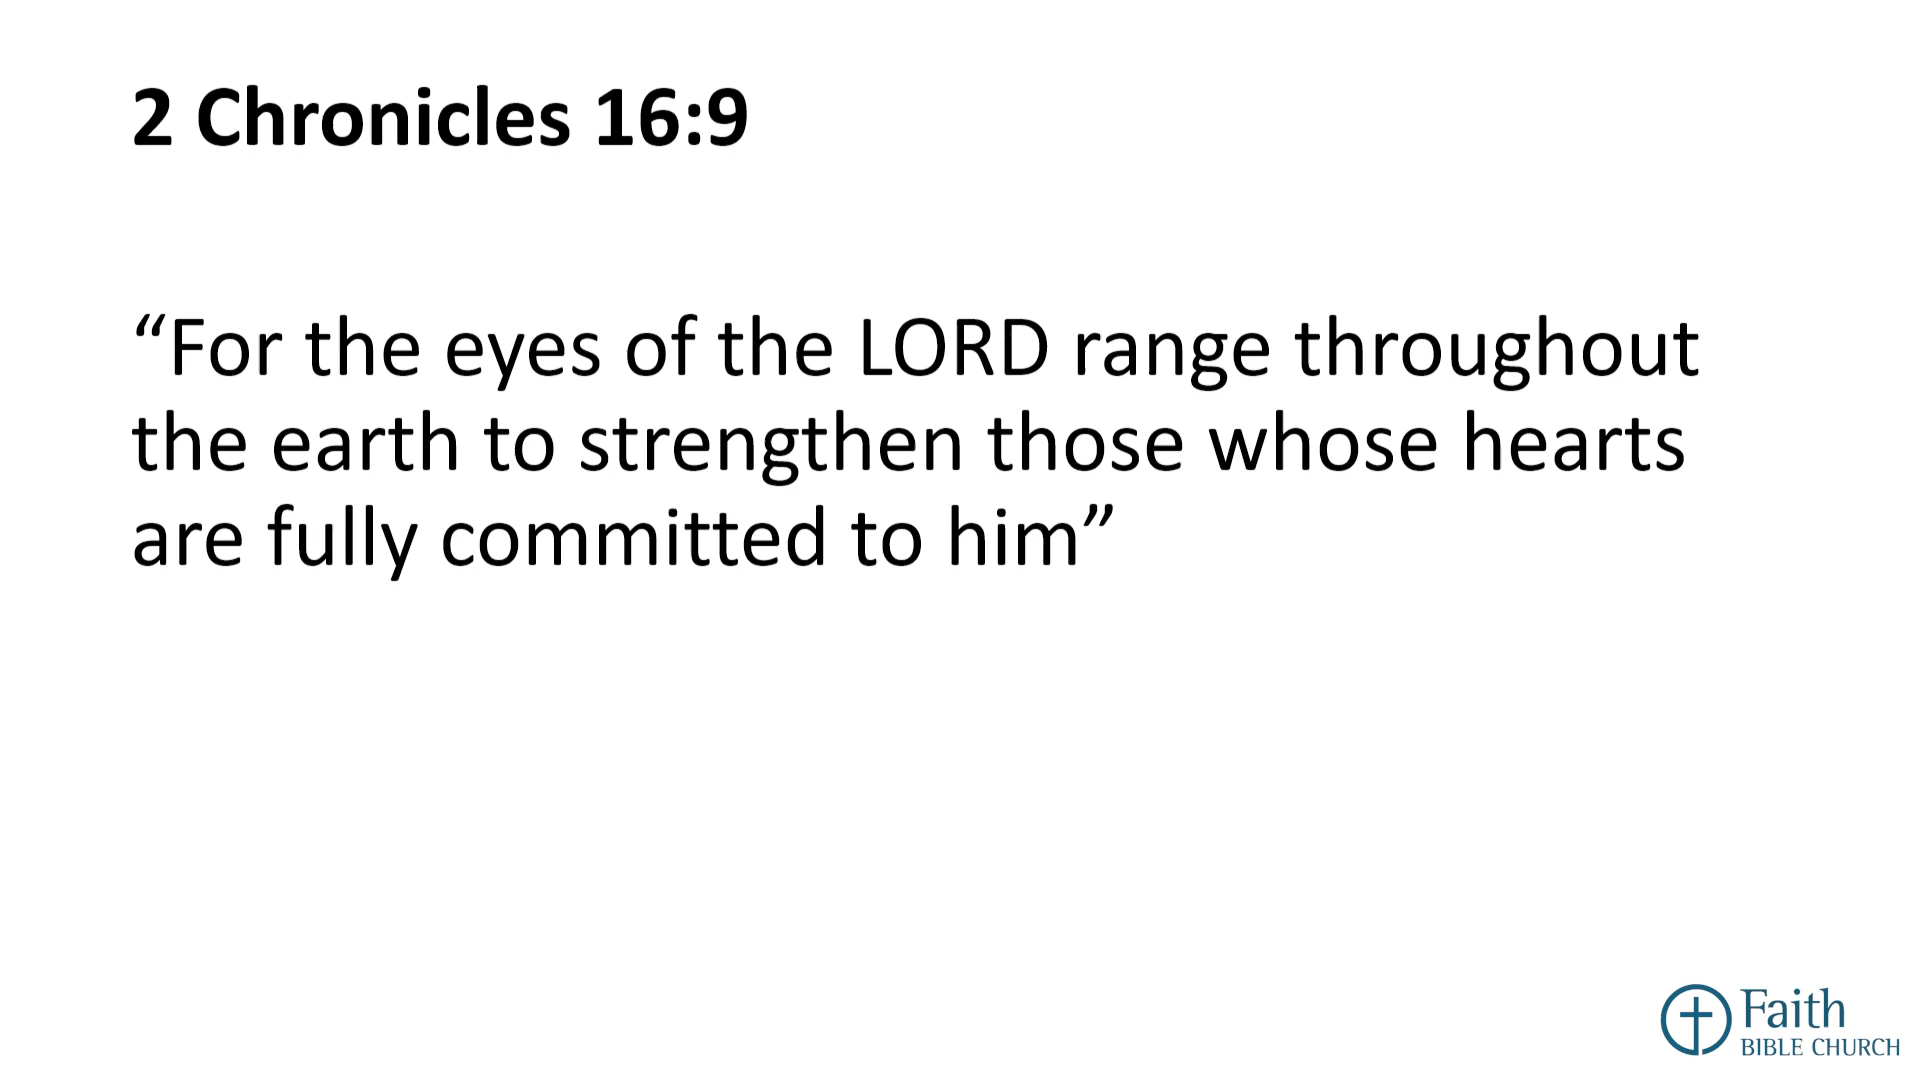 2 Chronicles 16:9
“For the eyes of the LORD range throughout
the earth to strengthen those whose hearts
are fully committed to him”
Faith
BIBLE CHURCH